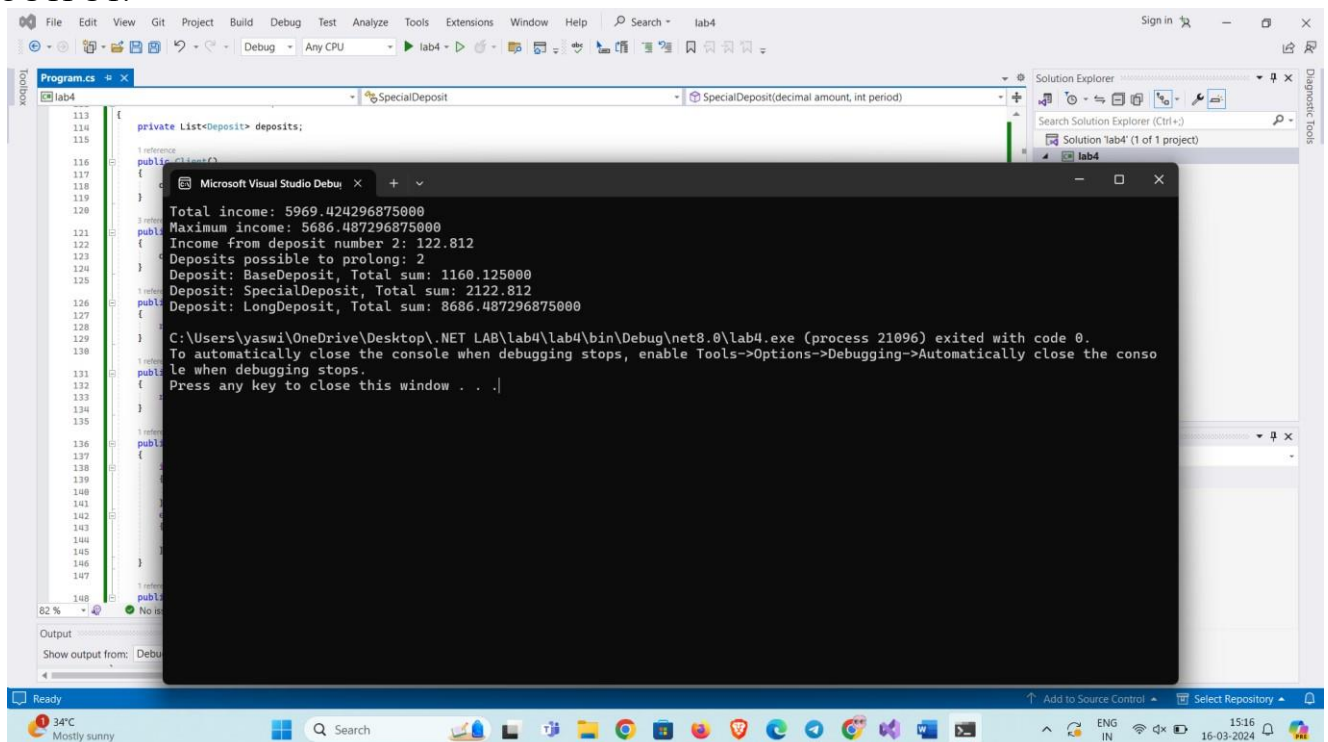 File Edit View Git Project Build Debug Test Analyze Tools Extensions Window Help Search lab4 Sign in
Debug Any CPU lab4
Toolbox
Program.cs
Solution Explorer
Diagnostic Tools
lab4 SpecialDeposit SpecialDeposit(decimal amount, int period)
Search Solution Explorer (Ctrl+;)
Solution 'lab4' (1 of 1 project)
lab4
113 {
114 private List<Deposit> deposits;
115
1 reference
116 public Client()
117 {
118
119 }
120
121
122 {
123
124 }
125
126
127 {
128
129 }
130
131
132 {
133
134 }
135
136
137 {
138
139
140
141
142
143
144
145
146 }
147
148
Microsoft Visual Studio Debu
Total income: 5969.424296875000
Maximum income: 5686.487296875000
Income from deposit number 2: 122.812
Deposits possible to prolong: 2
Deposit: BaseDeposit, Total sum: 1160.125000
Deposit: SpecialDeposit, Total sum: 2122.812
Deposit: LongDeposit, Total sum: 8686.487296875000
C:\Users\yaswi\OneDrive\Desktop\.NET LAB\lab4\lab4\bin\Debug\net8.0\lab4.exe (process 21096) exited with code 0.
To automatically close the console when debugging stops, enable Tools->Options->Debugging->Automatically close the conso
le when debugging stops.
Press any key to close this window . . .
82 % No is
Output
Show output from: Debu
Ready Add to Source Control Select Repository
34°C
Mostly sunny
Search
ENG
IN
15:16
16-03-2024